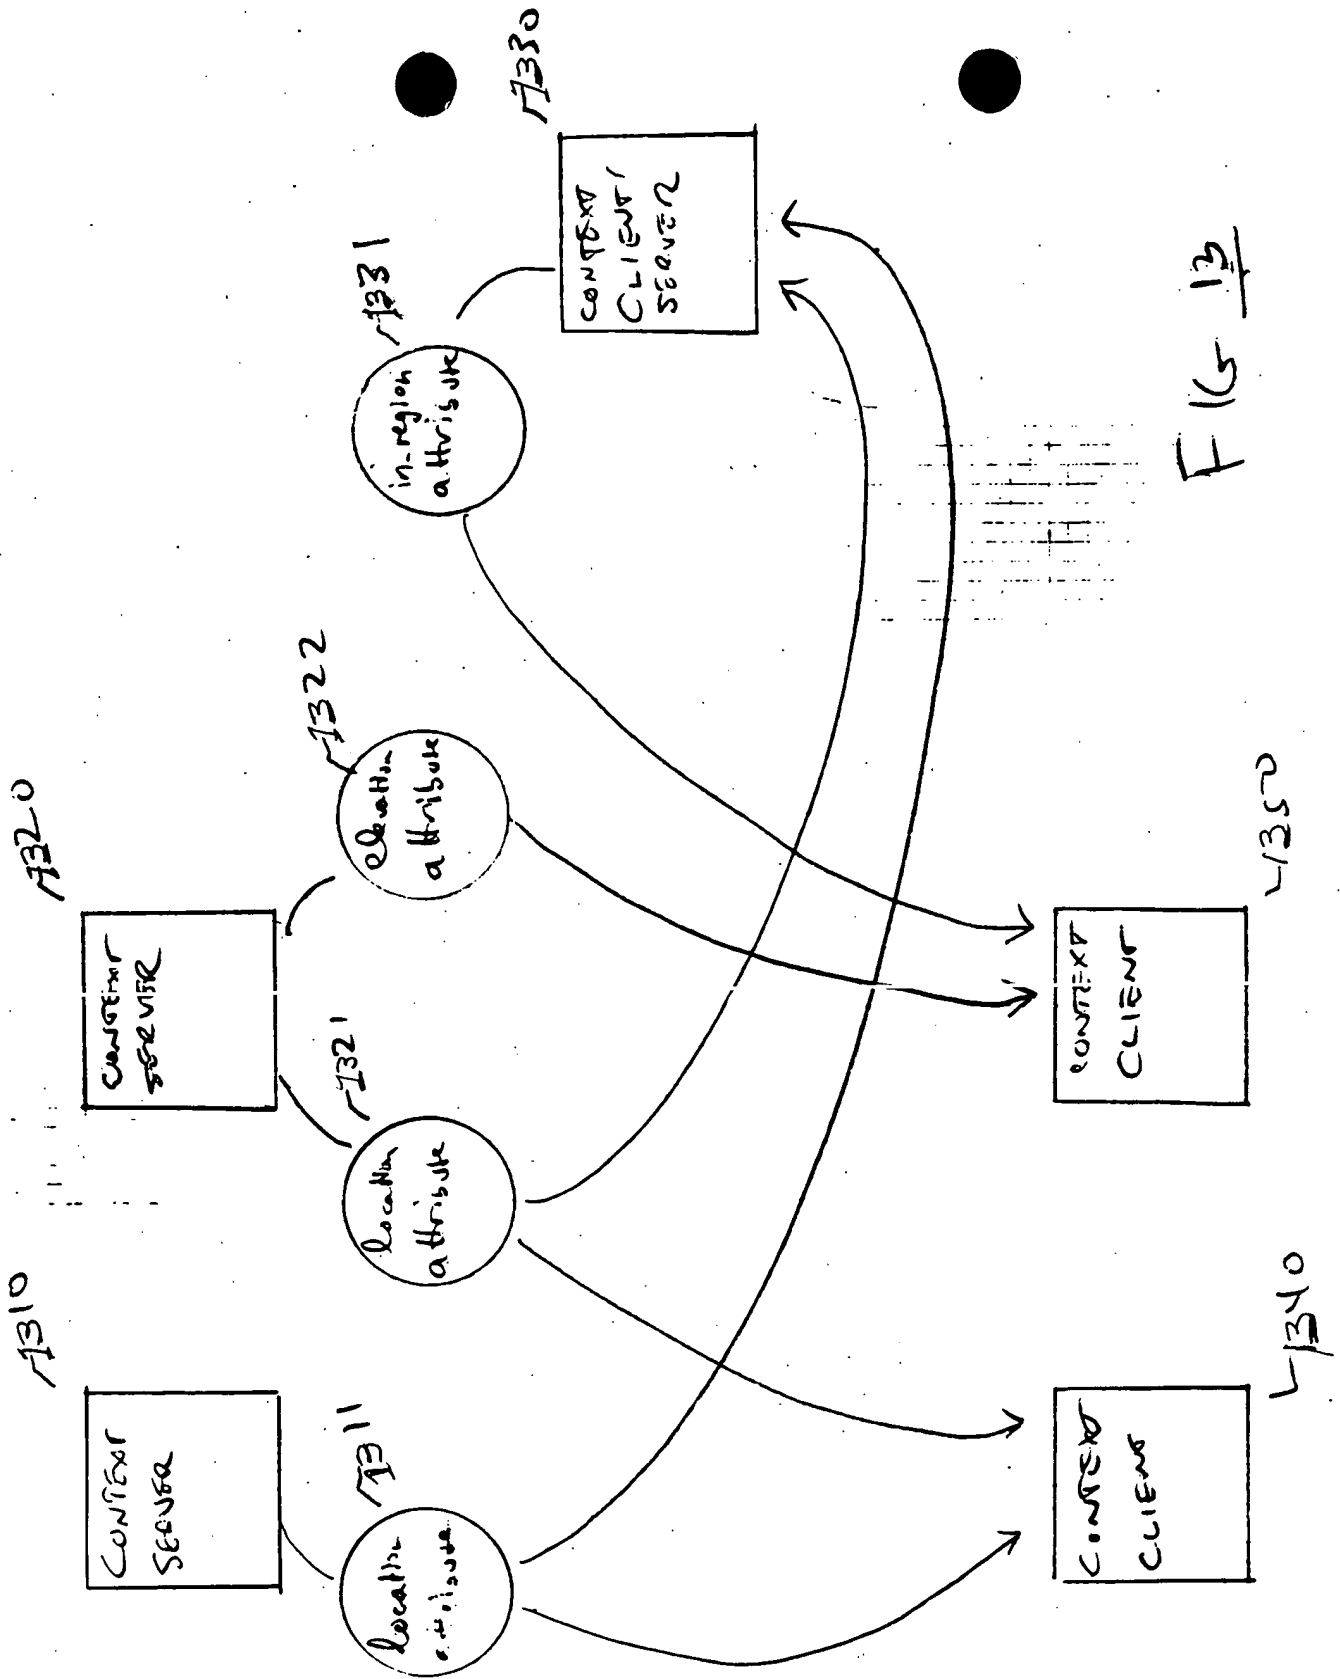 1310
CONTEXT
SERVER
1311
location
attribute
1320
CONTEXT
SERVER
1321
location
attribute
1322
elevation
attribute
1331
in-region
attribute
1330
CONTEXT
CLIENT/
SERVER
CONTEXT
CLIENT
1340
CONTEXT
CLIENT
1350
FIG 13